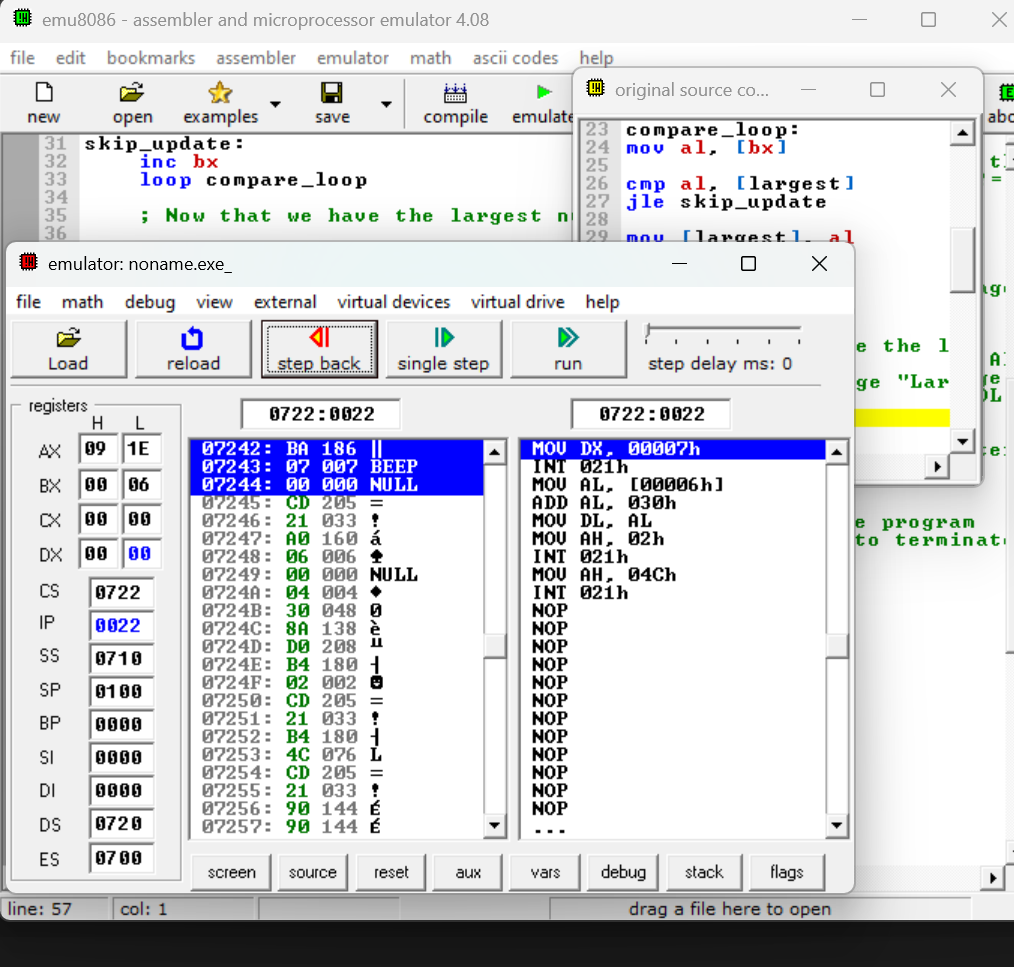 emu8086 - assembler and microprocessor emulator 4.08
file edit bookmarks assembler emulator math ascii codes help
new open examples save compile emulate
original source co...
31 skip_update:
32 inc bx
33 loop compare_loop
34
35 ; Now that we have the largest n
36
23 compare_loop:
24 mov al, [bx]
25
26 cmp al, [largest]
27 jle skip_update
28
29 mov [largest], al
e the l
ge "Lar
e program
to terminat
emulator: noname.exe_
file math debug view external virtual devices virtual drive help
Load reload step back single step run step delay ms: 0
registers
H L
AX 09 1E
BX 00 06
CX 00 00
DX 00 00
CS 0722
IP 0022
SS 0710
SP 0100
BP 0000
SI 0000
DI 0000
DS 0720
ES 0700
0722:0022
07242: BA 186 ║
07243: 07 007 BEEP
07244: 00 000 NULL
07245: CD 205 =
07246: 21 033 !
07247: A0 160 á
07248: 06 006 ♠
07249: 00 000 NULL
0724A: 04 004 ♦
0724B: 30 048 0
0724C: 8A 138 è
0724D: D0 208 ╨
0724E: B4 180 ┤
0724F: 02 002 ☻
07250: CD 205 =
07251: 21 033 !
07252: B4 180 ┤
07253: 4C 076 L
07254: CD 205 =
07255: 21 033 !
07256: 90 144 É
07257: 90 144 É
0722:0022
MOV DX, 00007h
INT 021h
MOV AL, [00006h]
ADD AL, 030h
MOV DL, AL
MOV AH, 02h
INT 021h
MOV AH, 04Ch
INT 021h
NOP
NOP
NOP
NOP
NOP
NOP
NOP
NOP
NOP
NOP
NOP
NOP
...
screen source reset aux vars debug stack flags
line: 57 col: 1 drag a file here to open